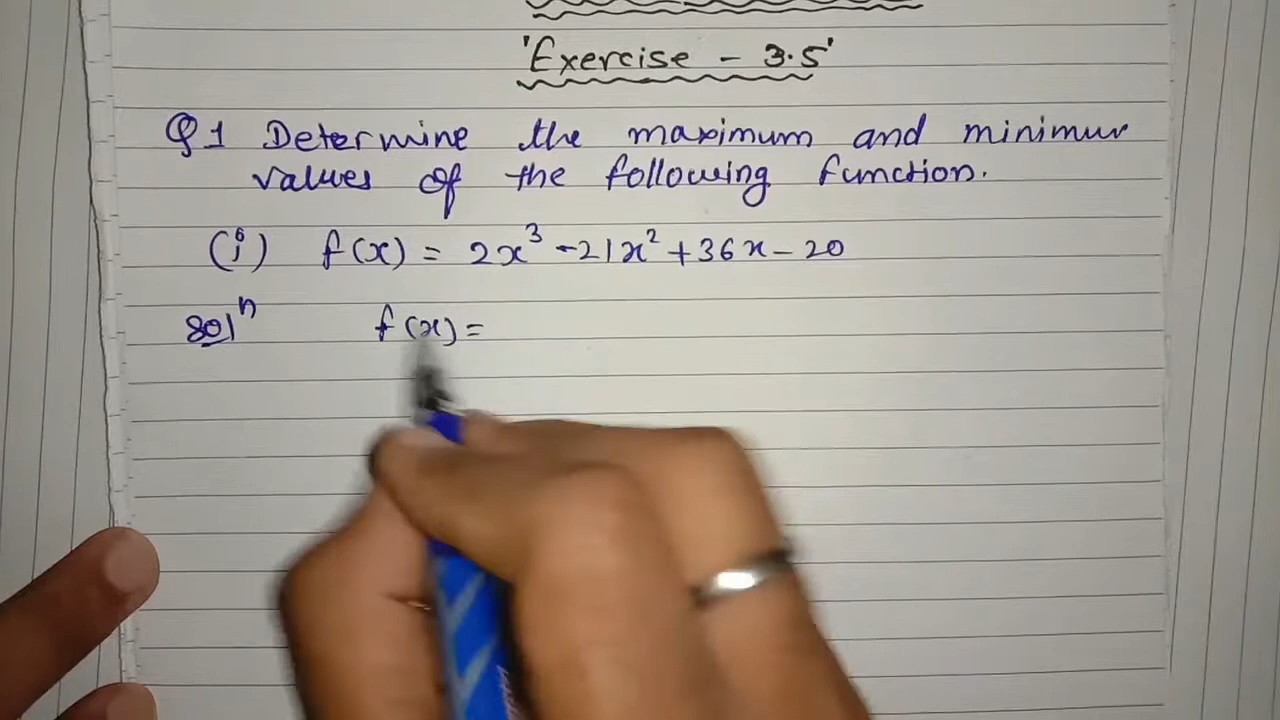 'Exercise - 3.5'
Q1 Determine the maximum and minimum
values of the following function.
(i) f(x) = 2x³ -21x² +36x - 20
Solⁿ f(x) =